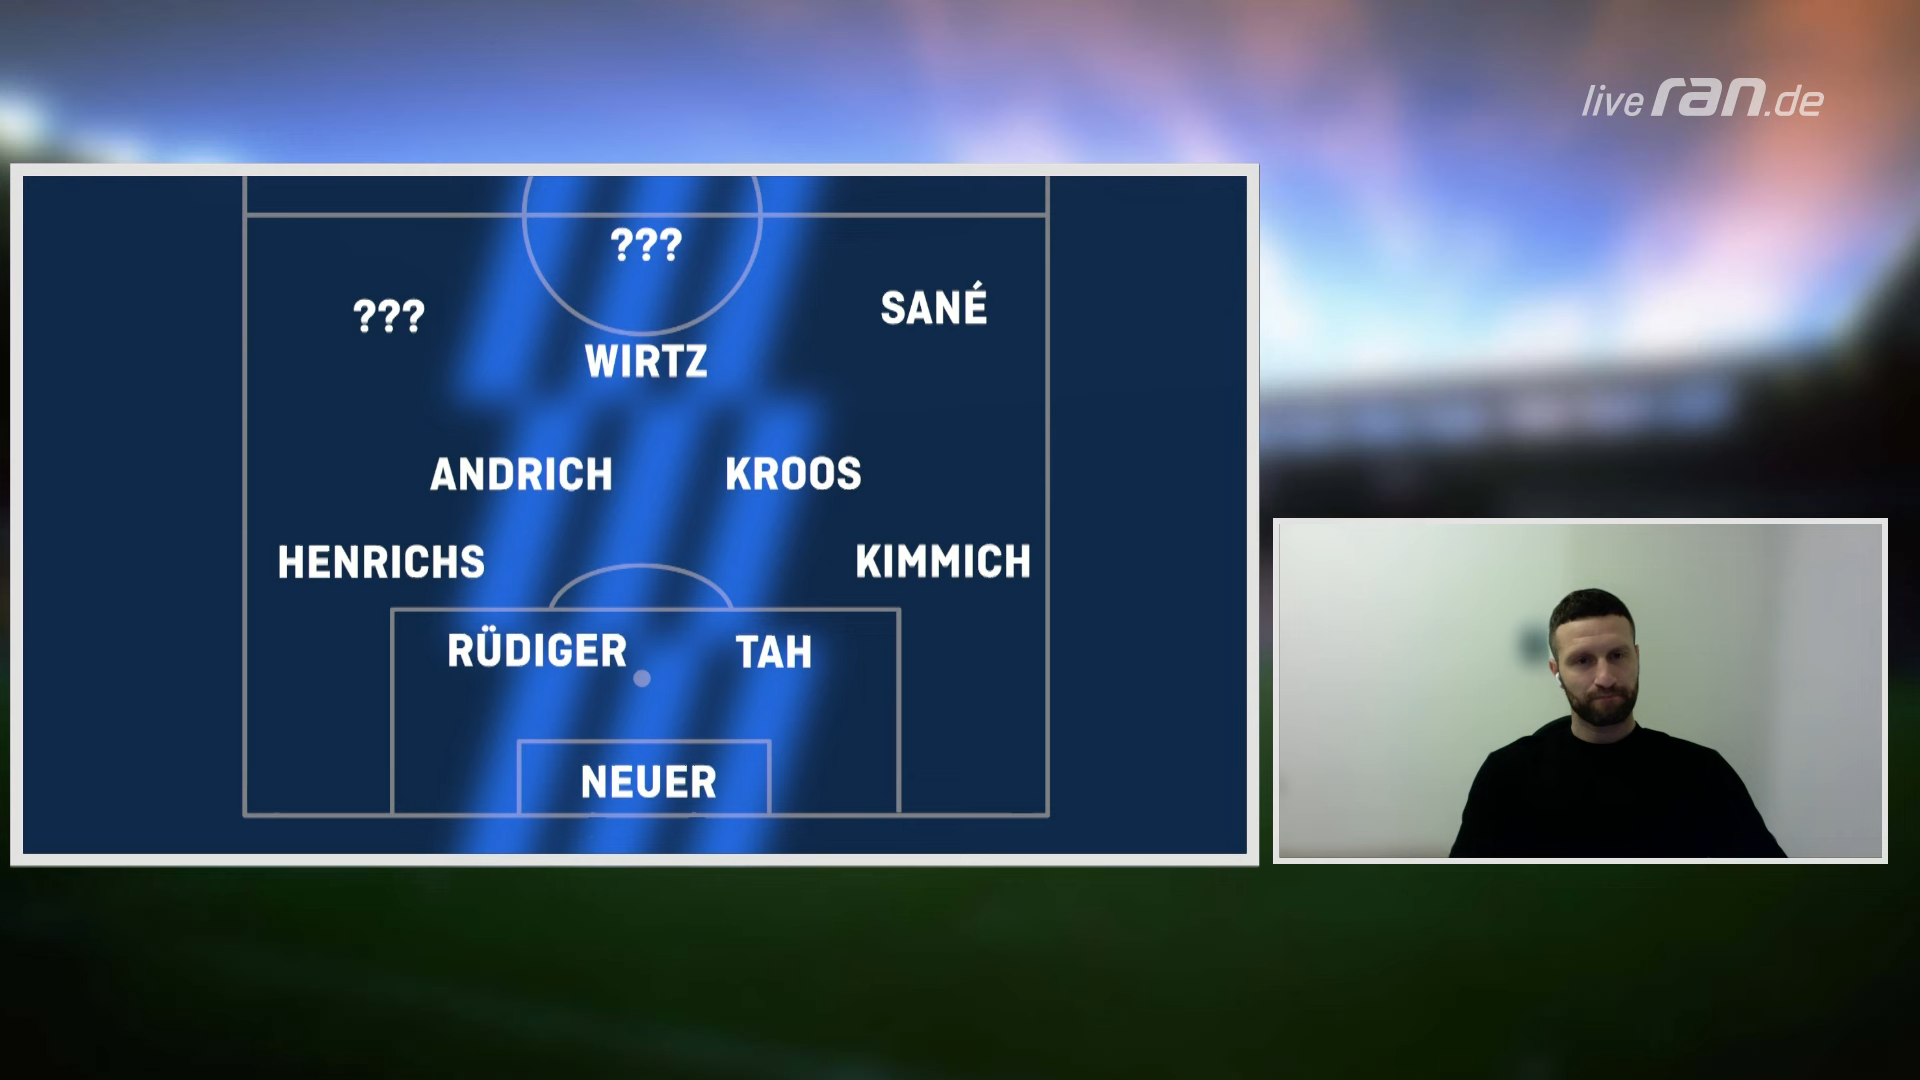 live ran.de
???
???
SANÉ
WIRTZ
ANDRICH
KROOS
HENRICHS
KIMMICH
RÜDIGER
TAH
NEUER